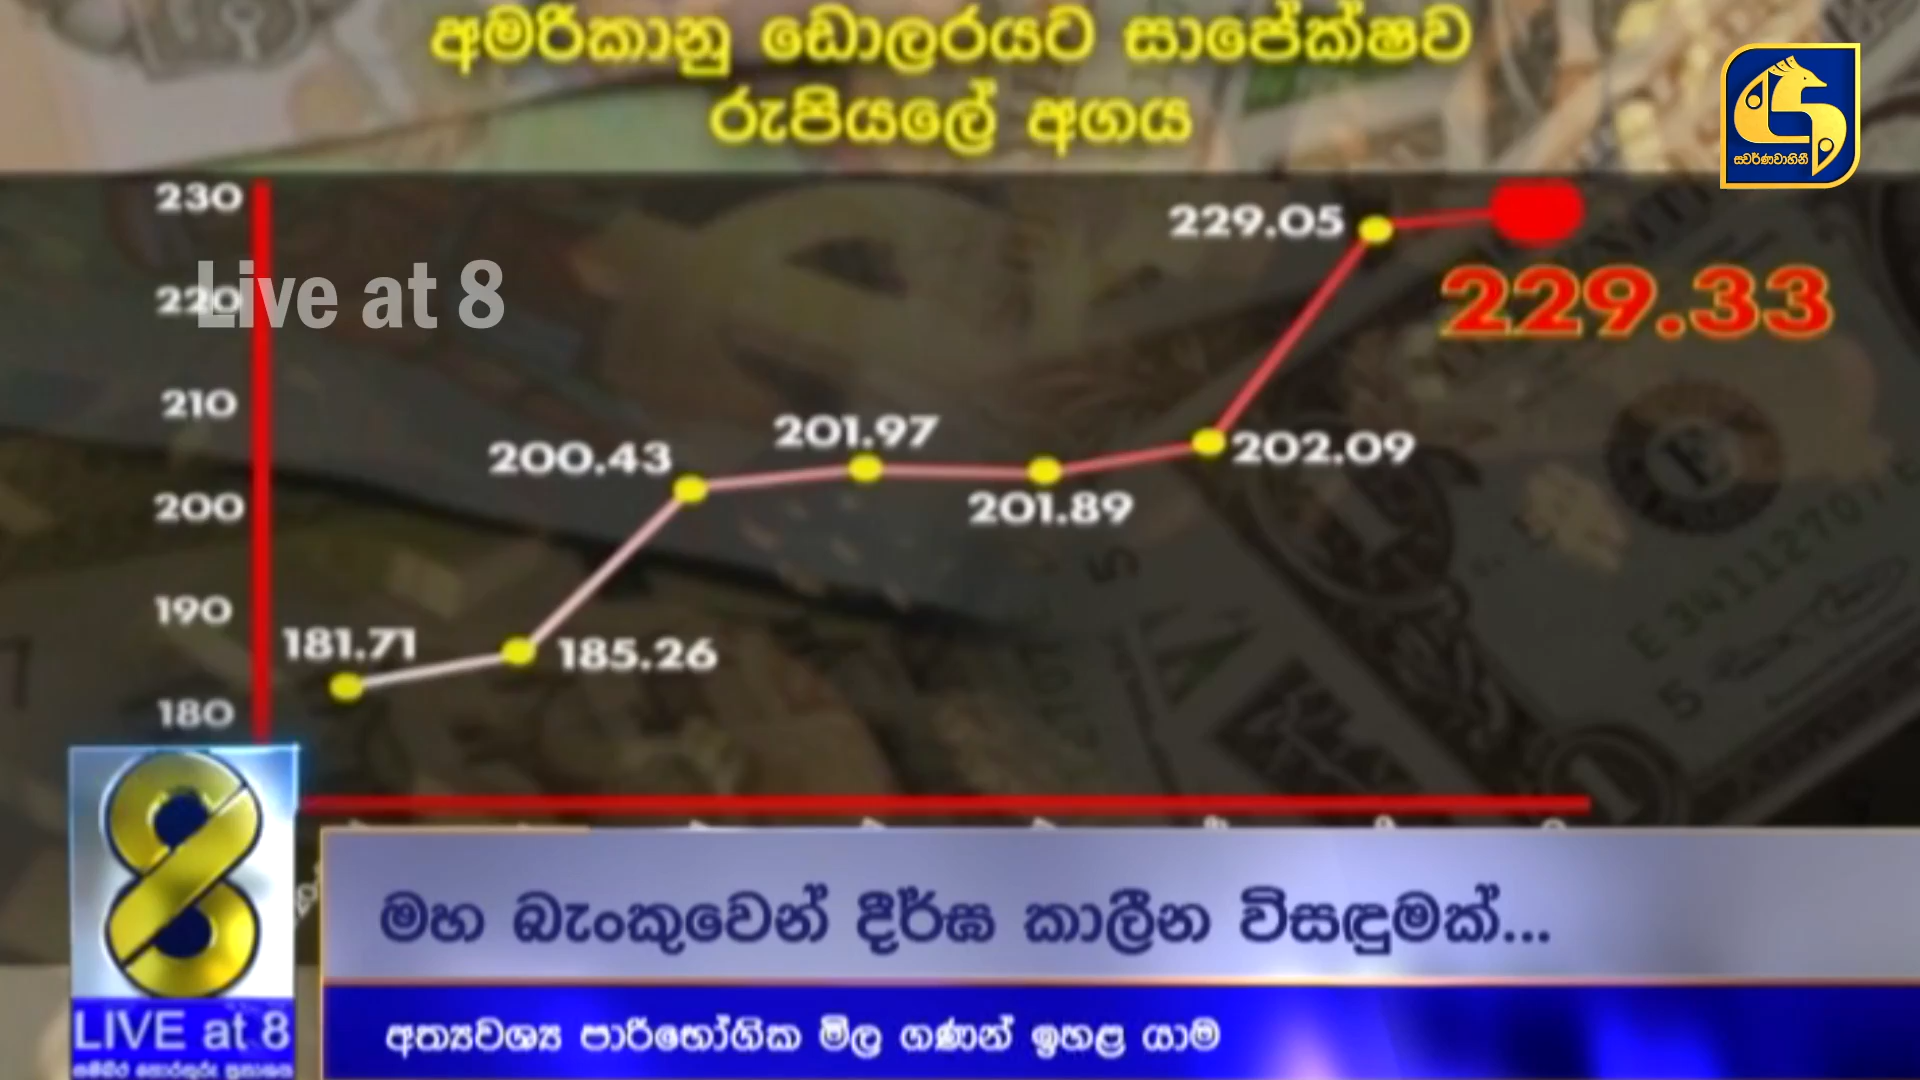 අමරිකානු ඩොලරයට සාපේක්ෂව
රුපියලේ අගය
සවර්ණවාහිනී
230
220
210
200
190
180
Live at 8
181.71
185.26
200.43
201.97
201.89
202.09
229.05
229.33
මහ බැංකුවෙන් දීර්ඝ කාලීන විසඳුමක්...
අත්‍යවශ්‍ය පාරිභෝගික මිල ගණන් ඉහළ යාම
LIVE at 8